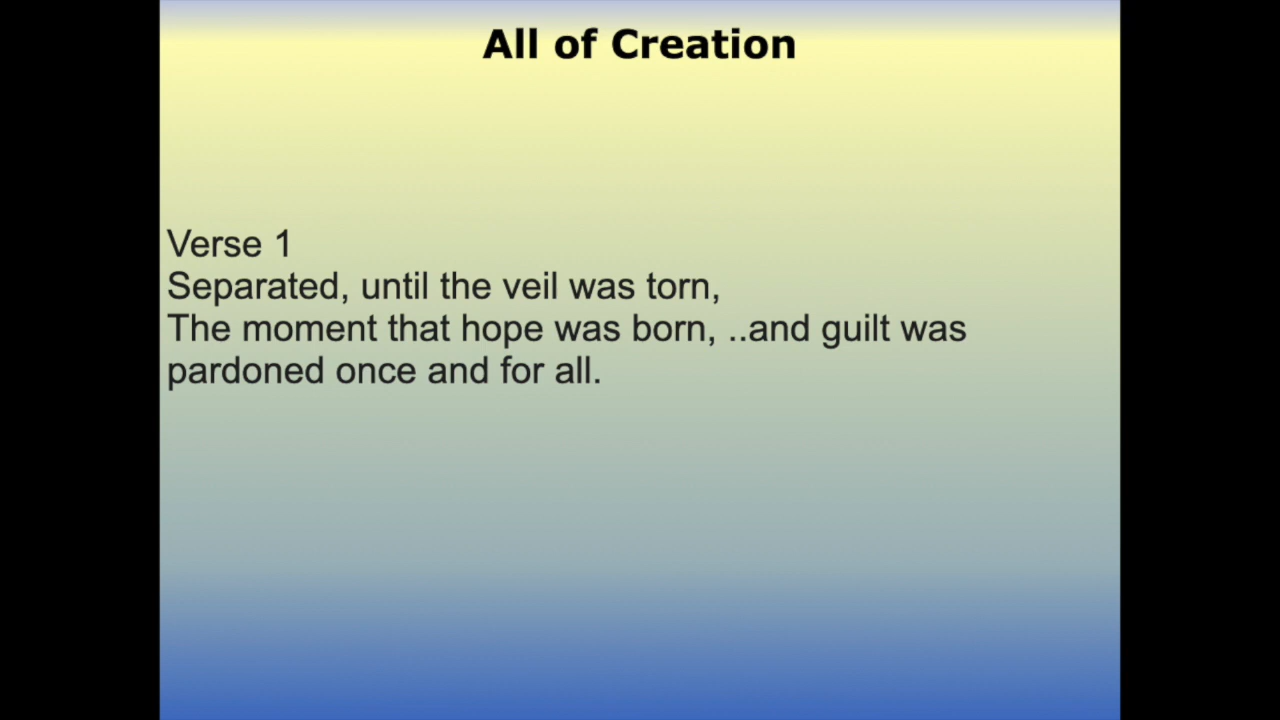 All of Creation
Verse 1
Separated, until the veil was torn,
The moment that hope was born, ..and guilt was
pardoned once and for all.